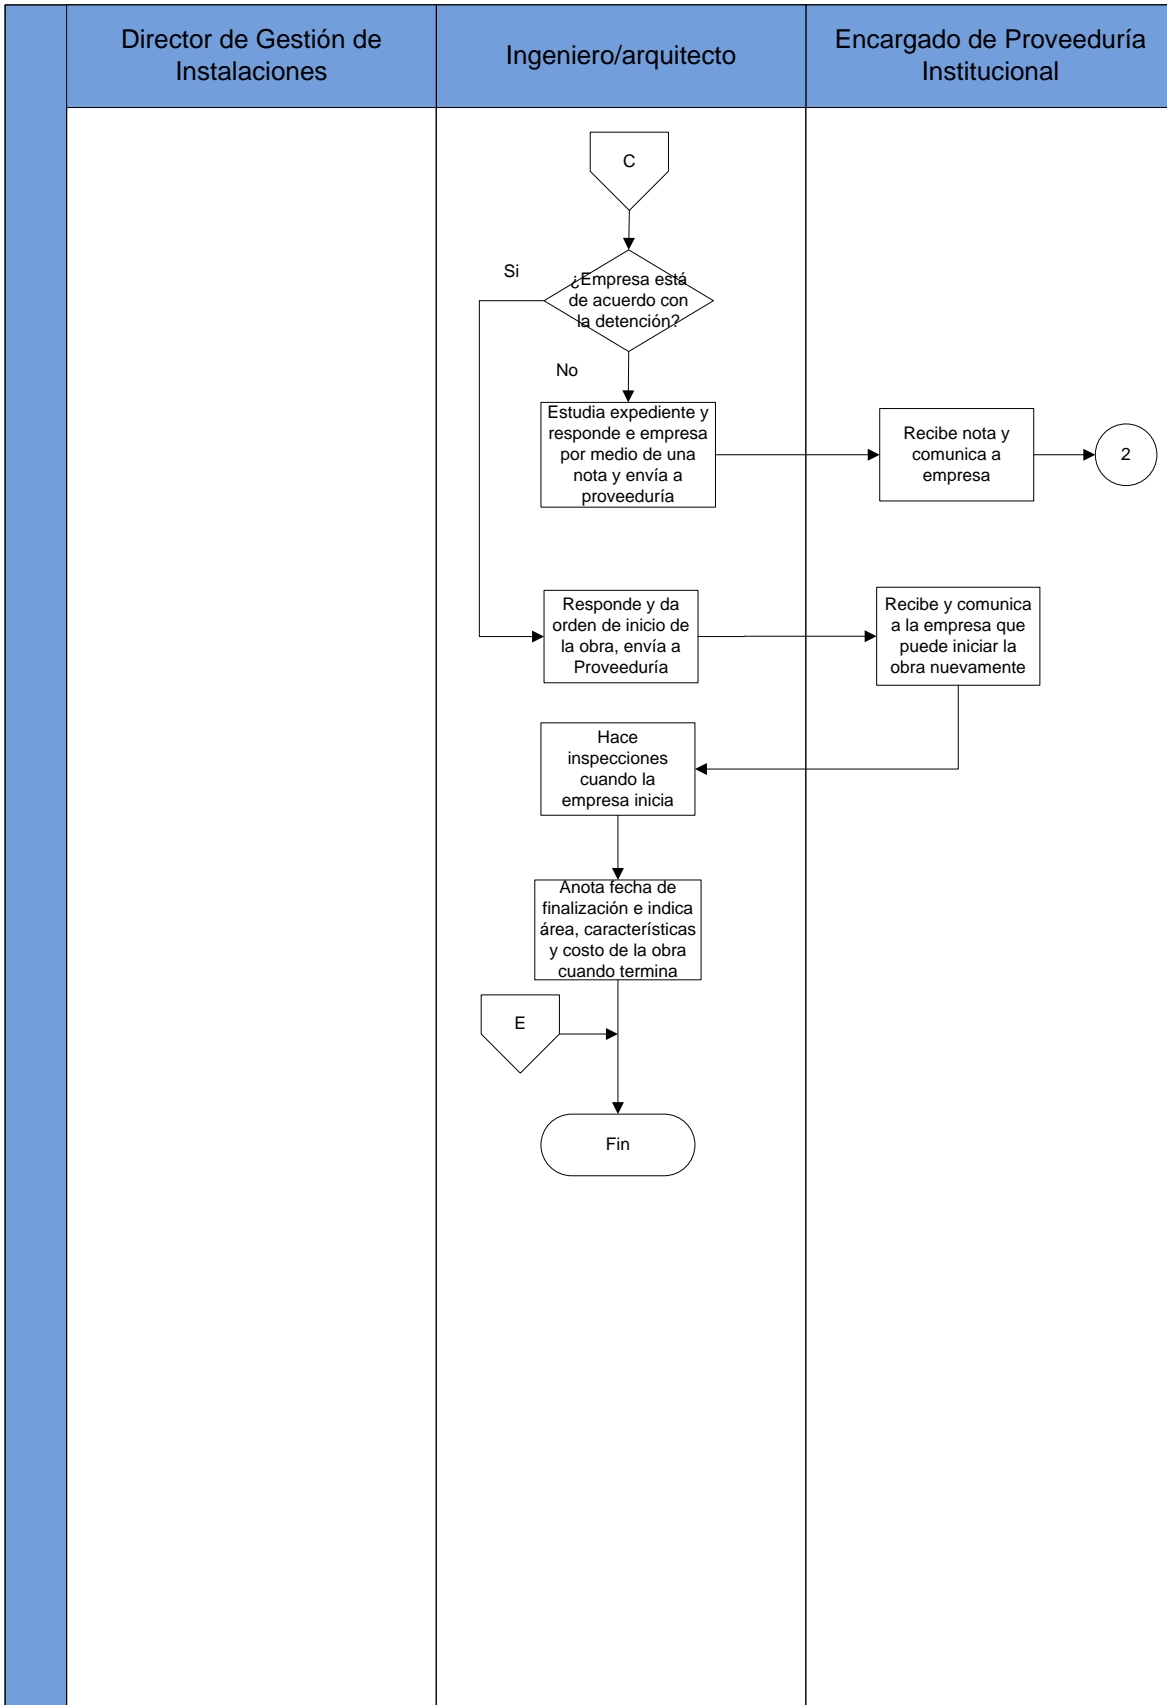 Director de Gestión de
Instalaciones
Ingeniero/arquitecto
Encargado de Proveeduría
Institucional
C
Si
¿Empresa está
de acuerdo con
la detención?
No
Estudia expediente y
responde e empresa
por medio de una
nota y envía a
proveeduría
Recibe nota y
comunica a
empresa
2
Responde y da
orden de inicio de
la obra, envía a
Proveeduría
Recibe y comunica
a la empresa que
puede iniciar la
obra nuevamente
Hace
inspecciones
cuando la
empresa inicia
Anota fecha de
finalización e indica
área, características
y costo de la obra
cuando termina
E
Fin